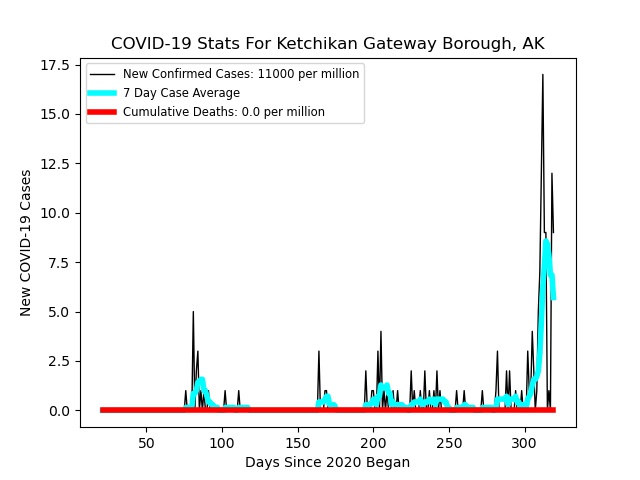 COVID-19 Stats For Ketchikan Gateway Borough, AK
New Confirmed Cases: 11000 per million
7 Day Case Average
Cumulative Deaths: 0.0 per million
New COVID-19 Cases
17.5
15.0
12.5
10.0
7.5
5.0
2.5
0.0
50 100 150 200 250 300
Days Since 2020 Began